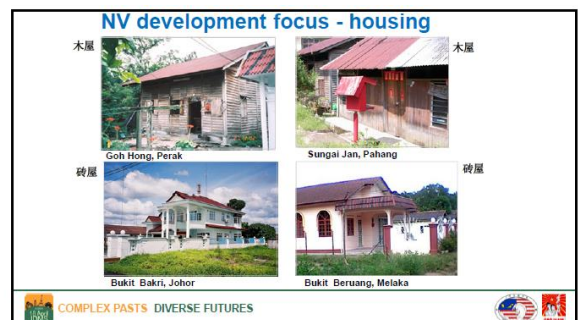 NV development focus - housing
木屋
木屋
Goh Hong, Perak
Sungai Jan, Pahang
砖屋
砖屋
Bukit Bakri, Johor
Bukit Beruang, Melaka
COMPLEX PASTS DIVERSE FUTURES